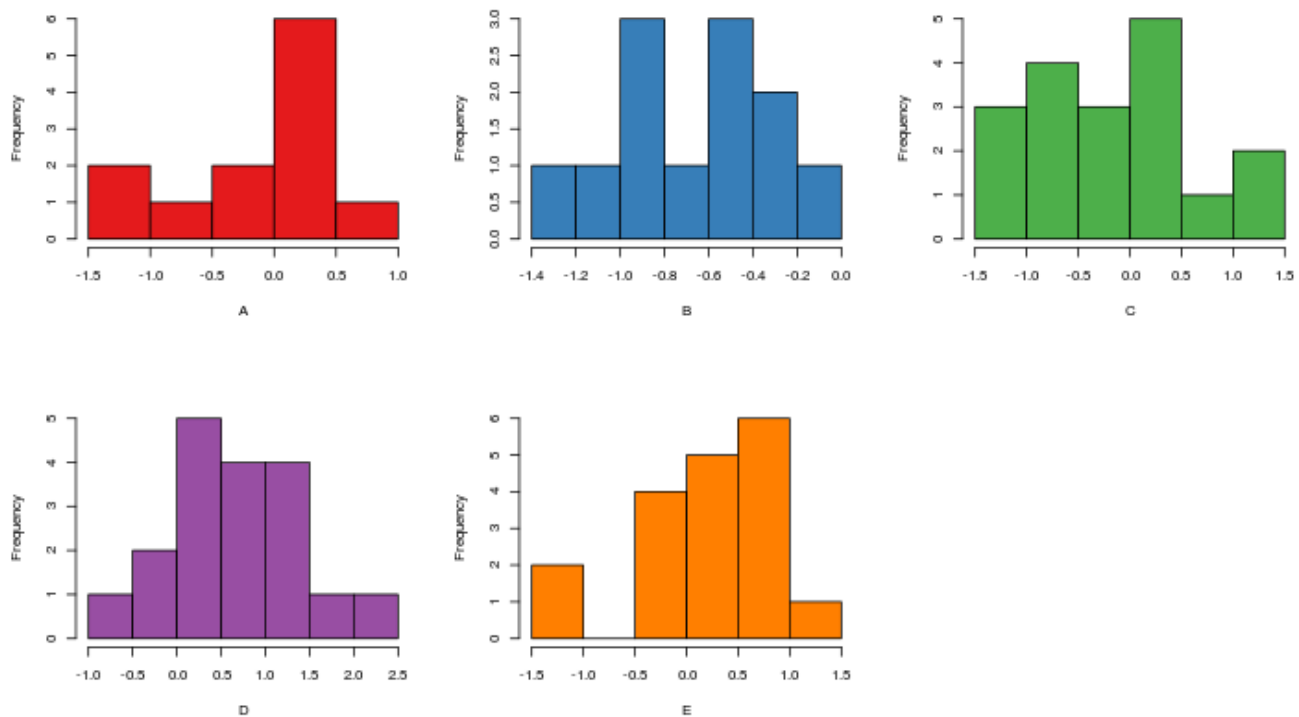 Frequency
0 1 2 3 4 5 6
-1.5 -1.0 -0.5 0.0 0.5 1.0
A
Frequency
0.0 0.5 1.0 1.5 2.0 2.5 3.0
-1.4 -1.2 -1.0 -0.8 -0.6 -0.4 -0.2 0.0
B
Frequency
0 1 2 3 4 5
-1.5 -1.0 -0.5 0.0 0.5 1.0 1.5
C
Frequency
0 1 2 3 4 5
-1.0 -0.5 0.0 0.5 1.0 1.5 2.0 2.5
D
Frequency
0 1 2 3 4 5 6
-1.5 -1.0 -0.5 0.0 0.5 1.0 1.5
E